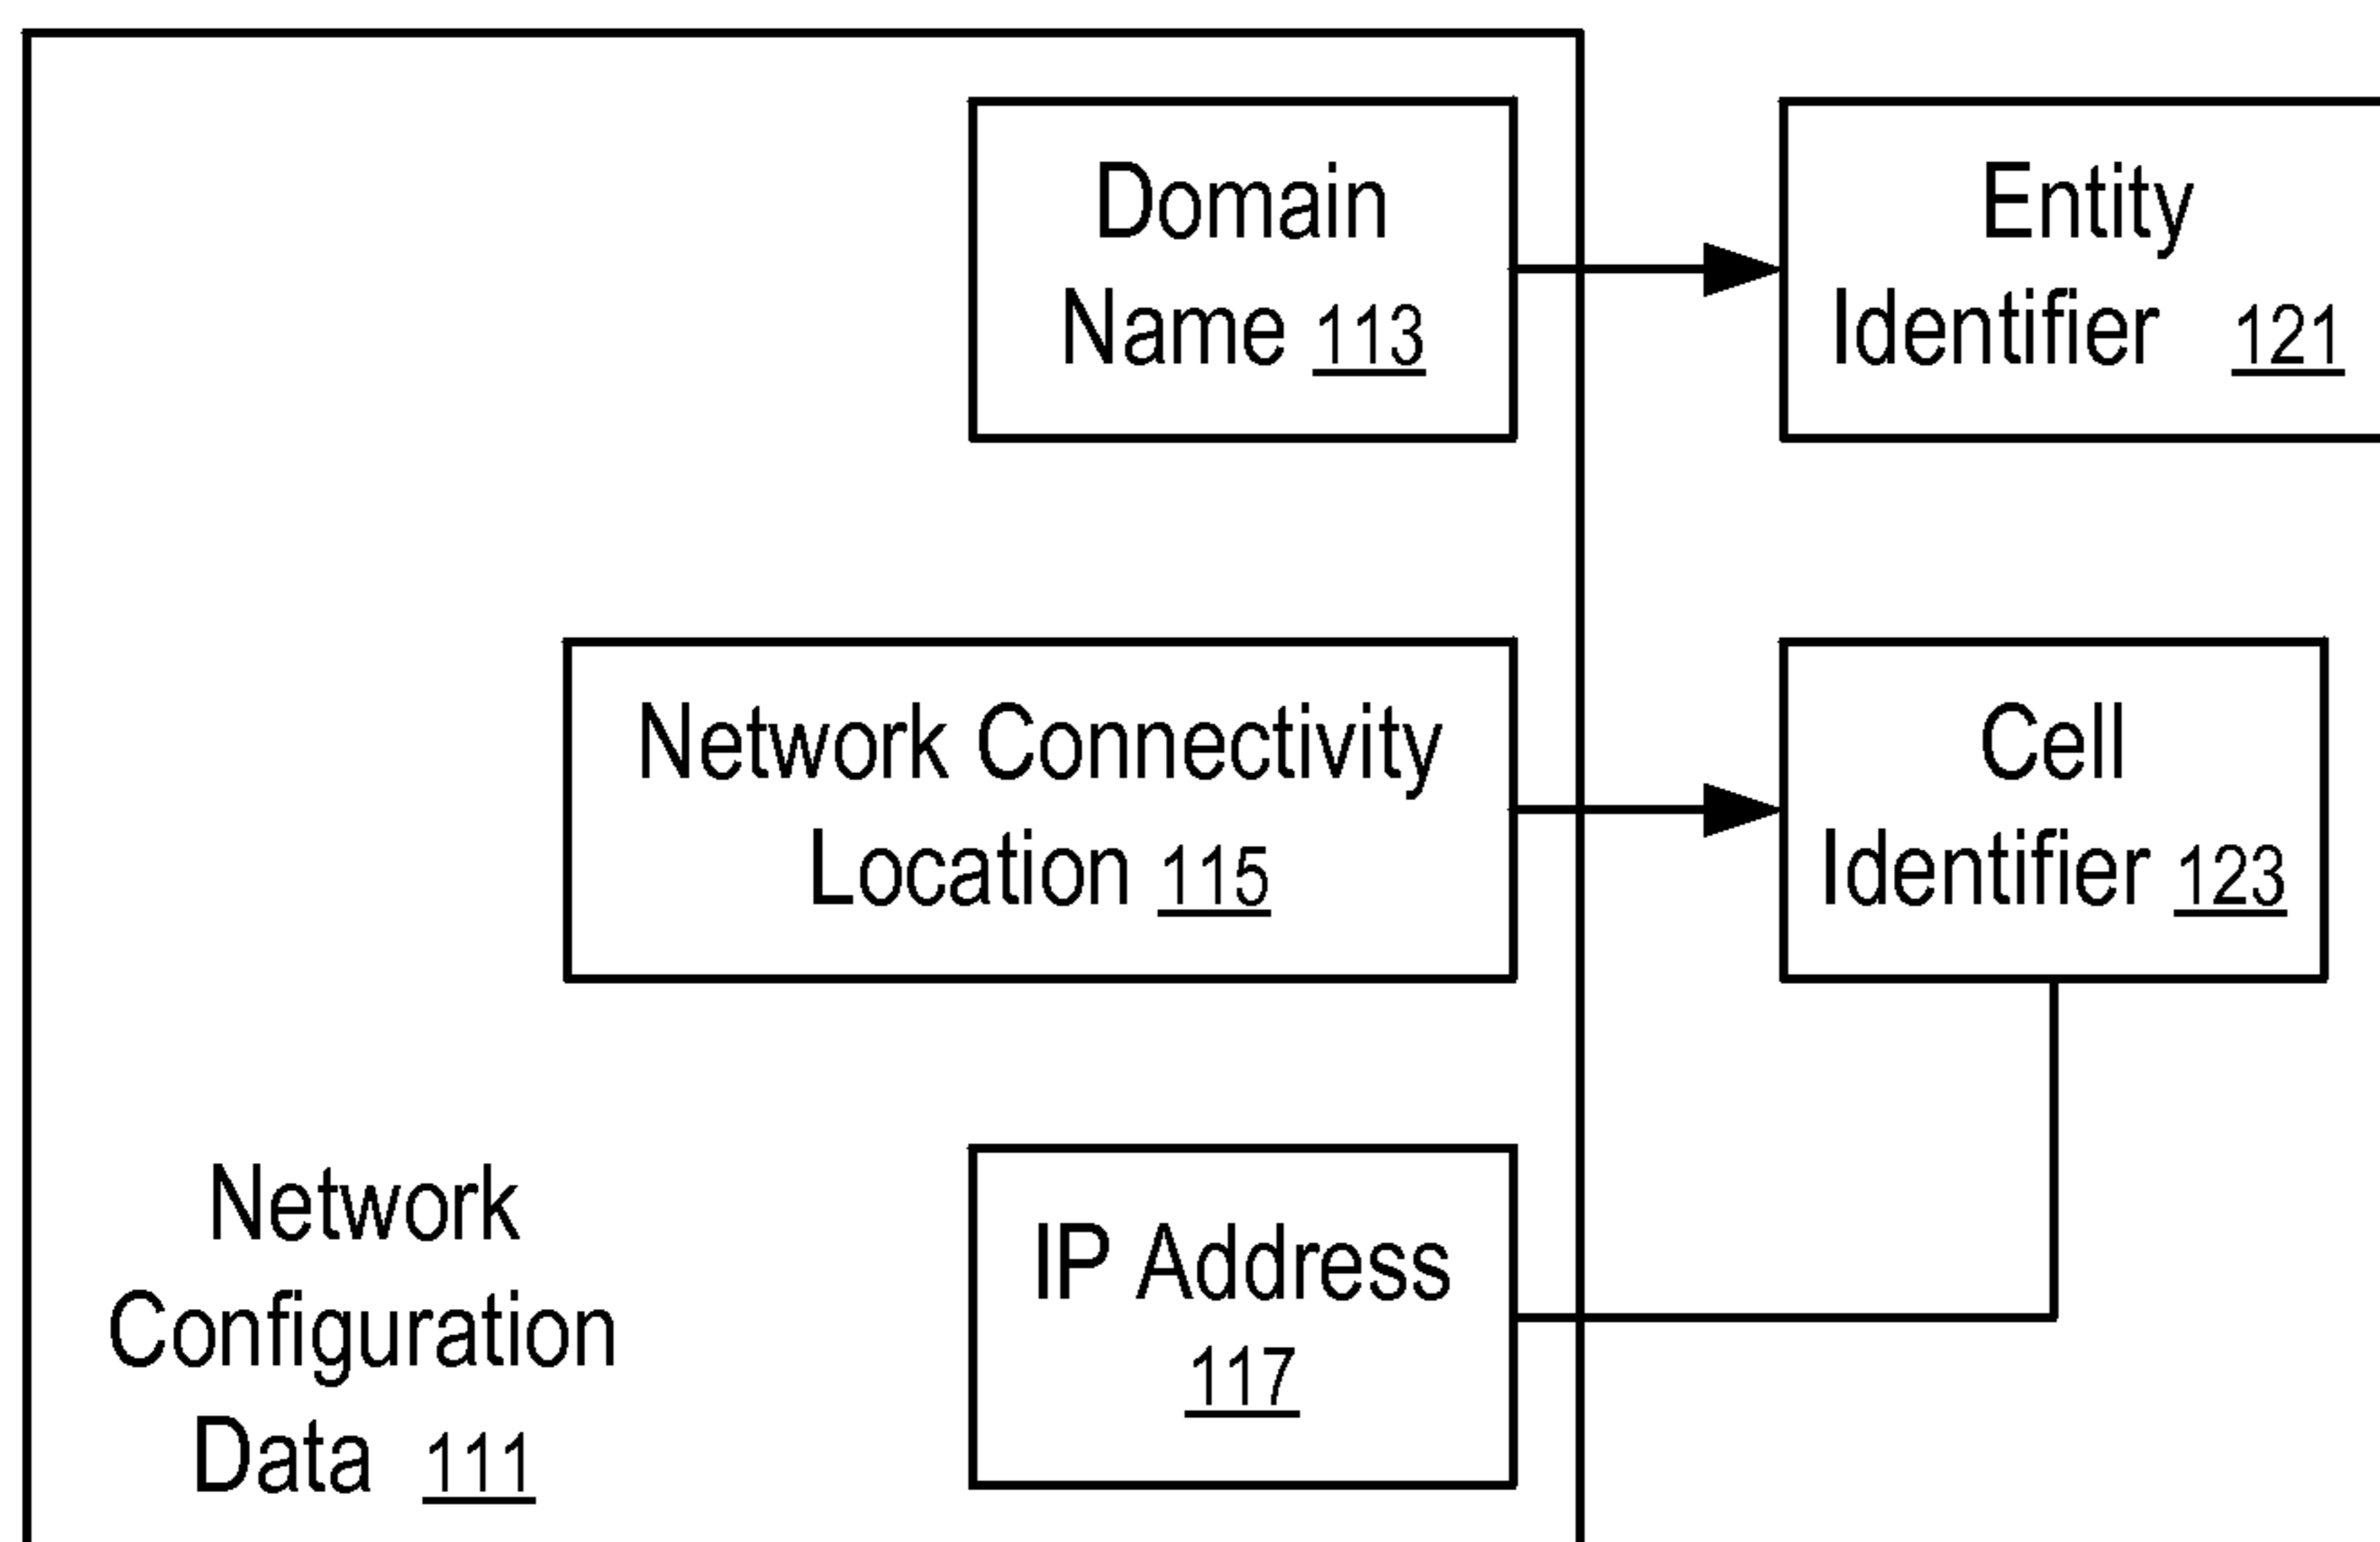 Domain
Name 113
Entity
Identifier 121
Network Connectivity
Location 115
Cell
Identifier 123
Network
Configuration
Data 111
IP Address
117